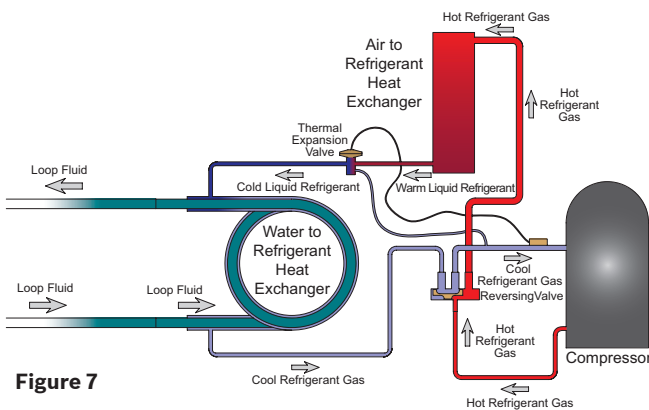 Hot Refrigerant Gas
Air to
Refrigerant
Heat
Exchanger
Hot
Refrigerant
Gas
Thermal
Expansion
Valve
Loop Fluid
Cold Liquid Refrigerant
Warm Liquid Refrigerant
Water to
Refrigerant
Heat
Exchanger
Cool
Refrigerant Gas
ReversingValve
Loop Fluid
Loop Fluid
Hot
Refrigerant
Gas
Compressor
Figure 7
Cool Refrigerant Gas
Hot Refrigerant Gas